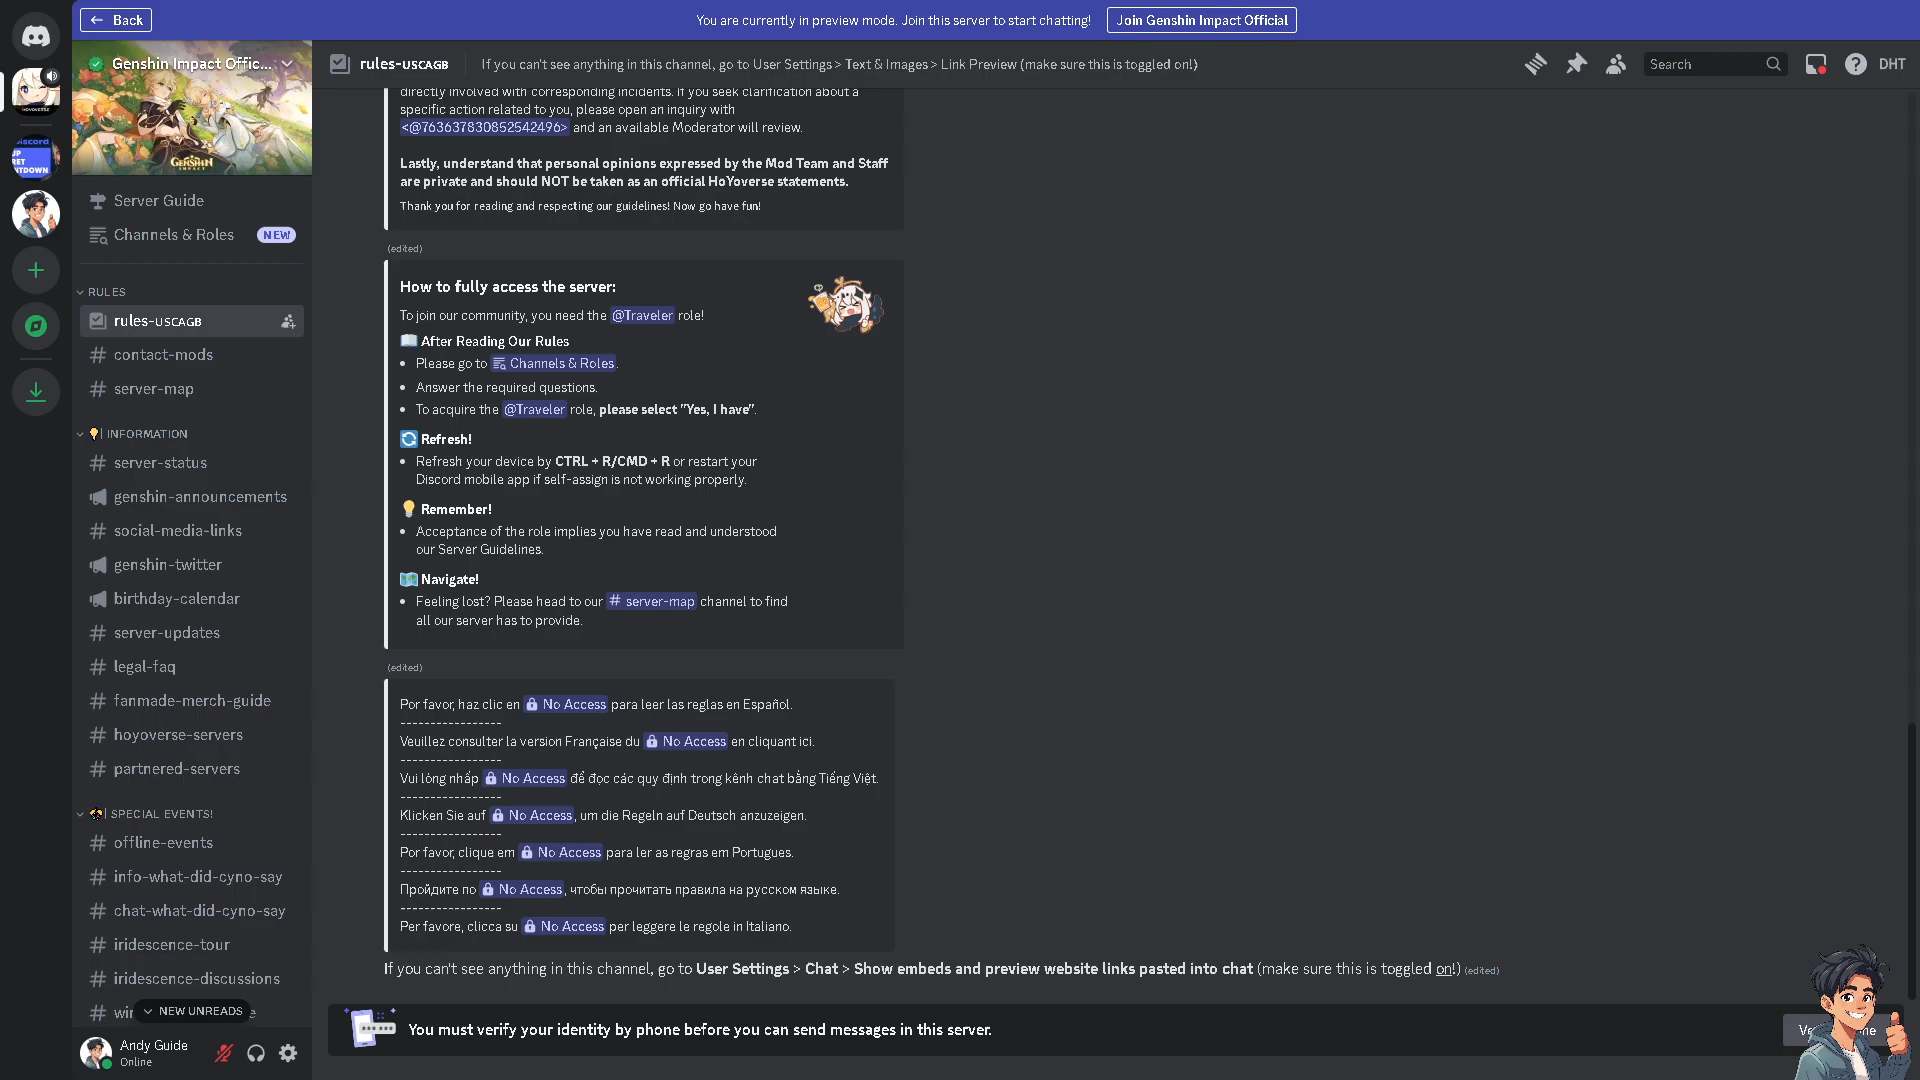 Back
You are currently in preview mode. Join this server to start chatting!
Join Genshin Impact Official
Genshin Impact Offic...
GENSHIN
IMPACT
HOYOVERSE
Server Guide
Channels & Roles
NEW
RULES
rules-ᴜsᴄᴀɢʙ
contact-mods
server-map
INFORMATION
server-status
genshin-announcements
social-media-links
genshin-twitter
birthday-calendar
server-updates
legal-faq
fanmade-merch-guide
hoyoverse-servers
partnered-servers
SPECIAL EVENTS!
offline-events
info-what-did-cyno-say
chat-what-did-cyno-say
iridescence-tour
iridescence-discussions
NEW UNREADS
Andy Guide
Online
rules-ᴜsᴄᴀɢʙ
If you can't see anything in this channel, go to User Settings > Text & Images > Link Preview (make sure this is toggled on!)
Search
DHT
directly involved with corresponding incidents. If you seek clarification about a
specific action related to you, please open an inquiry with
<@763637830852542496> and an available Moderator will review.
Lastly, understand that personal opinions expressed by the Mod Team and Staff
are private and should NOT be taken as an official HoYoverse statements.
Thank you for reading and respecting our guidelines! Now go have fun!
(edited)
How to fully access the server:
To join our community, you need the @Traveler role!
After Reading Our Rules
• Please go to Channels & Roles.
• Answer the required questions.
• To acquire the @Traveler role, please select "Yes, I have".
Refresh!
• Refresh your device by CTRL + R/CMD + R or restart your
Discord mobile app if self-assign is not working properly.
Remember!
• Acceptance of the role implies you have read and understood
our Server Guidelines.
Navigate!
• Feeling lost? Please head to our # server-map channel to find
all our server has to provide.
(edited)
Por favor, haz clic en No Access para leer las reglas en Español.
-----------------
Veuillez consulter la version Française du No Access en cliquant ici.
-----------------
Vui lòng nhấp No Access để đọc các quy định trong kênh chat bằng Tiếng Việt.
-----------------
Klicken Sie auf No Access, um die Regeln auf Deutsch anzuzeigen.
-----------------
Por favor, clique em No Access para ler as regras em Portugues.
-----------------
Пройдите по No Access, чтобы прочитать правила на русском языке.
-----------------
Per favore, clicca su No Access per leggere le regole in Italiano.
If you can't see anything in this channel, go to User Settings > Chat > Show embeds and preview website links pasted into chat (make sure this is toggled on!) (edited)
You must verify your identity by phone before you can send messages in this server.